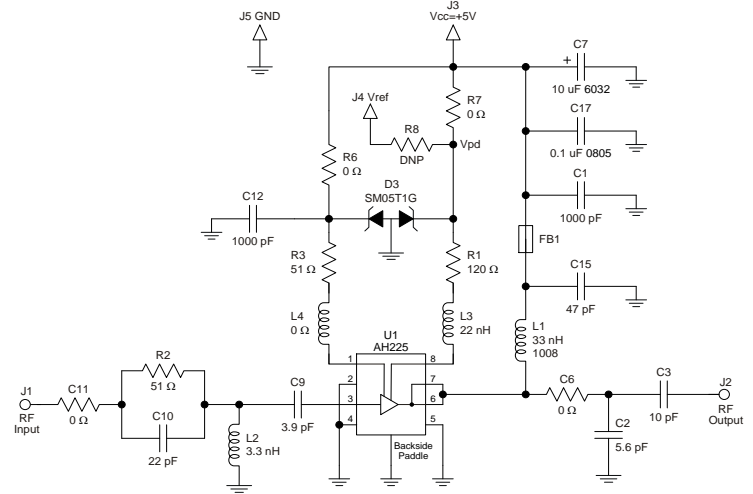 J5 GND
J3
Vcc=+5V
C7
+
10 uF 6032
J4 Vref
R7
0 Ω
R8
DNP
Vpd
C17
0.1 uF 0805
R6
0 Ω
D3
SM05T1G
C12
1000 pF
C1
1000 pF
FB1
R3
51 Ω
R1
120 Ω
C15
47 pF
L4
0 Ω
L3
22 nH
L1
33 nH
1008
U1
AH225
1
2
3
4
8
7
6
5
Backside
Paddle
J1
RF
Input
C11
0 Ω
R2
51 Ω
C10
22 pF
L2
3.3 nH
C9
3.9 pF
C6
0 Ω
C2
5.6 pF
C3
10 pF
J2
RF
Output